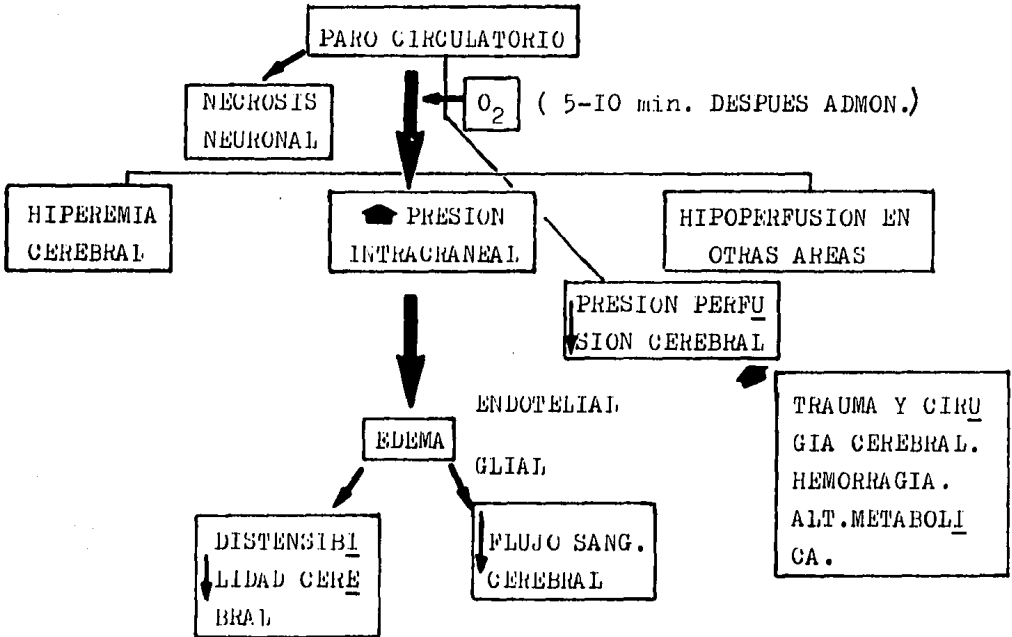 PARO CIRCULATORIO
NECROSIS
NEURONAL
O2 ( 5-10 min. DESPUES ADMON.)
HIPEREMIA
CEREBRAL
PRESION
INTRACRANEAL
HIPOPERFUSION EN
OTRAS AREAS
PRESION PERFU
SION CEREBRAL
TRAUMA Y CIRU
GIA CEREBRAL.
HEMORRAGIA.
ALT.METABOLI
CA.
ENDOTELIAL
EDEMA
GLIAL
DISTENSIBI
LIDAD CERE
BRAL
FLUJO SANG.
CEREBRAL